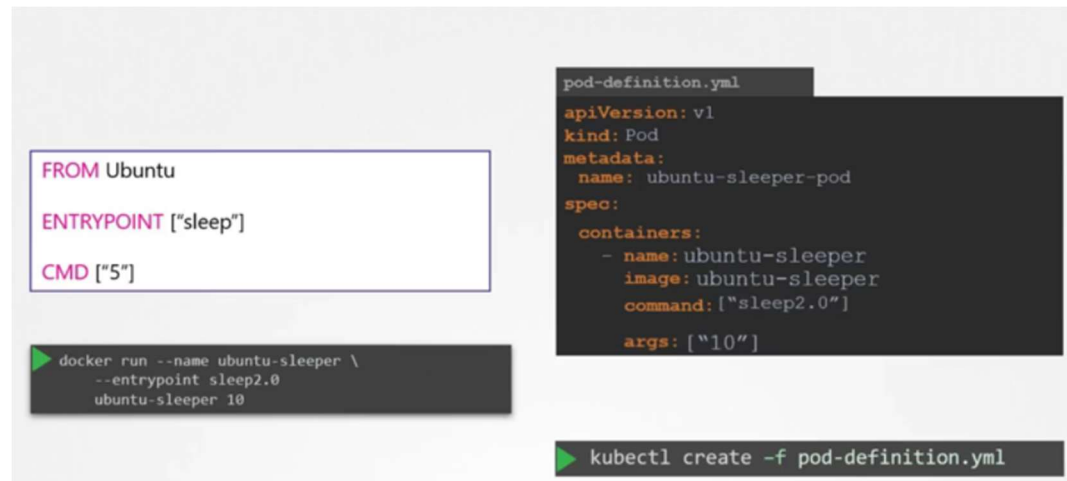 FROM Ubuntu
ENTRYPOINT [“sleep”]
CMD [“5”]
docker run --name ubuntu-sleeper \
--entrypoint sleep2.0
ubuntu-sleeper 10
pod-definition.yml
apiVersion: v1
kind: Pod
metadata:
name: ubuntu-sleeper-pod
spec:
containers:
- name: ubuntu-sleeper
image: ubuntu-sleeper
command: [“sleep2.0”]
args: [“10”]
kubectl create –f pod-definition.yml